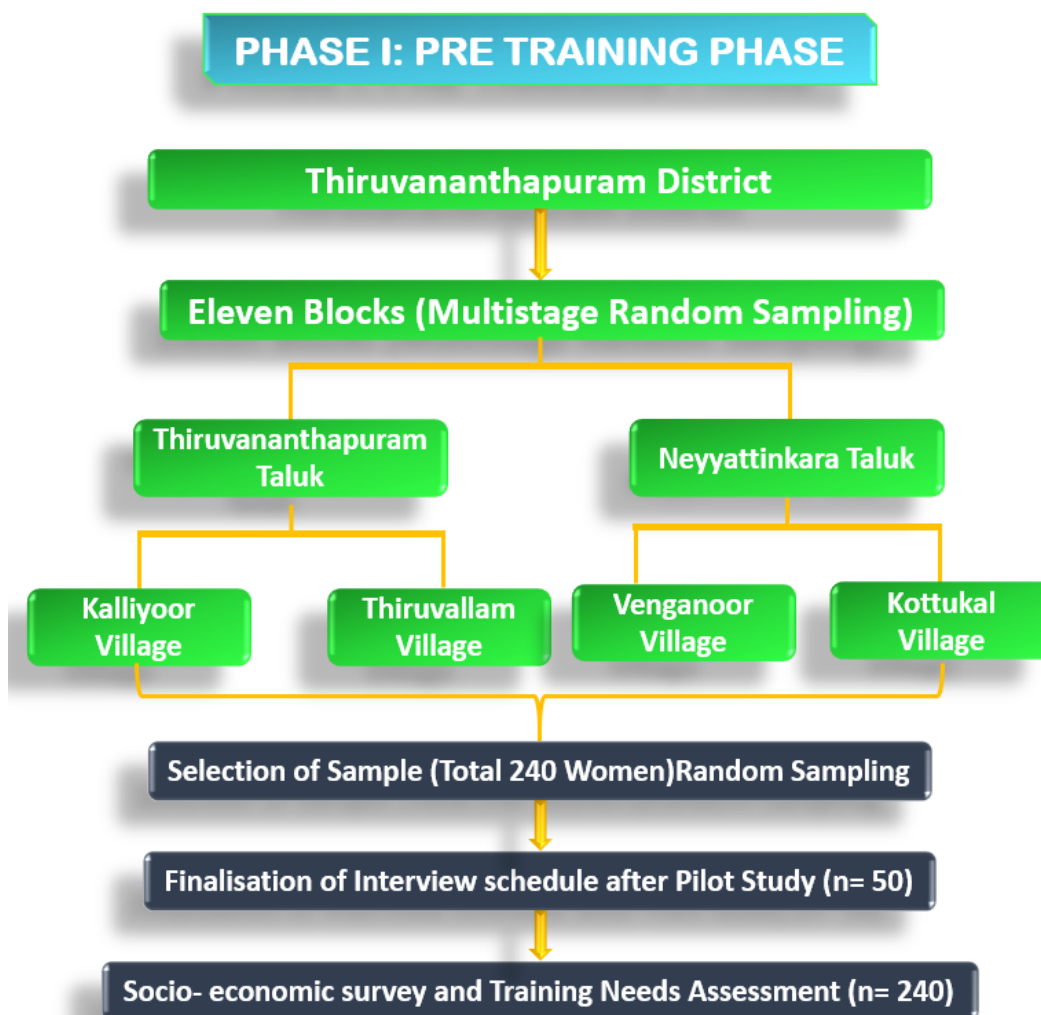 PHASE I: PRE TRAINING PHASE
Thiruvananthapuram District
Eleven Blocks (Multistage Random Sampling)
Thiruvananthapuram
Taluk
Neyyattinkara Taluk
Kalliyoor
Village
Thiruvallam
Village
Venganoor
Village
Kottukal
Village
Selection of Sample (Total 240 Women)Random Sampling
Finalisation of Interview schedule after Pilot Study (n= 50)
Socio- economic survey and Training Needs Assessment (n= 240)